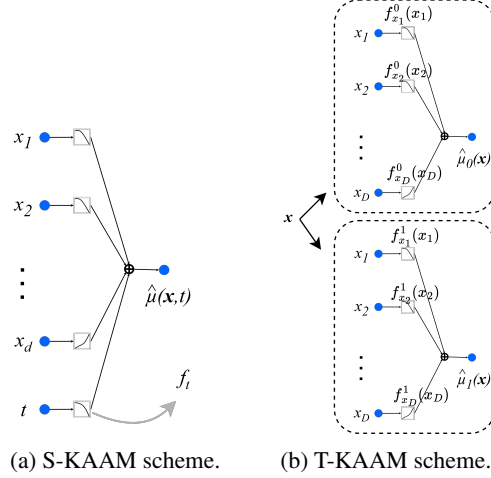 x_1
x_2
⋮
x_d
t
⊕
μ̂(x,t)
f_t
(a) S-KAAM scheme.
x
f^0_{x_1}(x_1)
x_1
f^0_{x_2}(x_2)
x_2
⋮
μ̂_0(x)
f^0_{x_D}(x_D)
x_D
f^1_{x_1}(x_1)
x_1
f^1_{x_2}(x_2)
x_2
⋮
μ̂_1(x)
f^1_{x_D}(x_D)
x_D
(b) T-KAAM scheme.